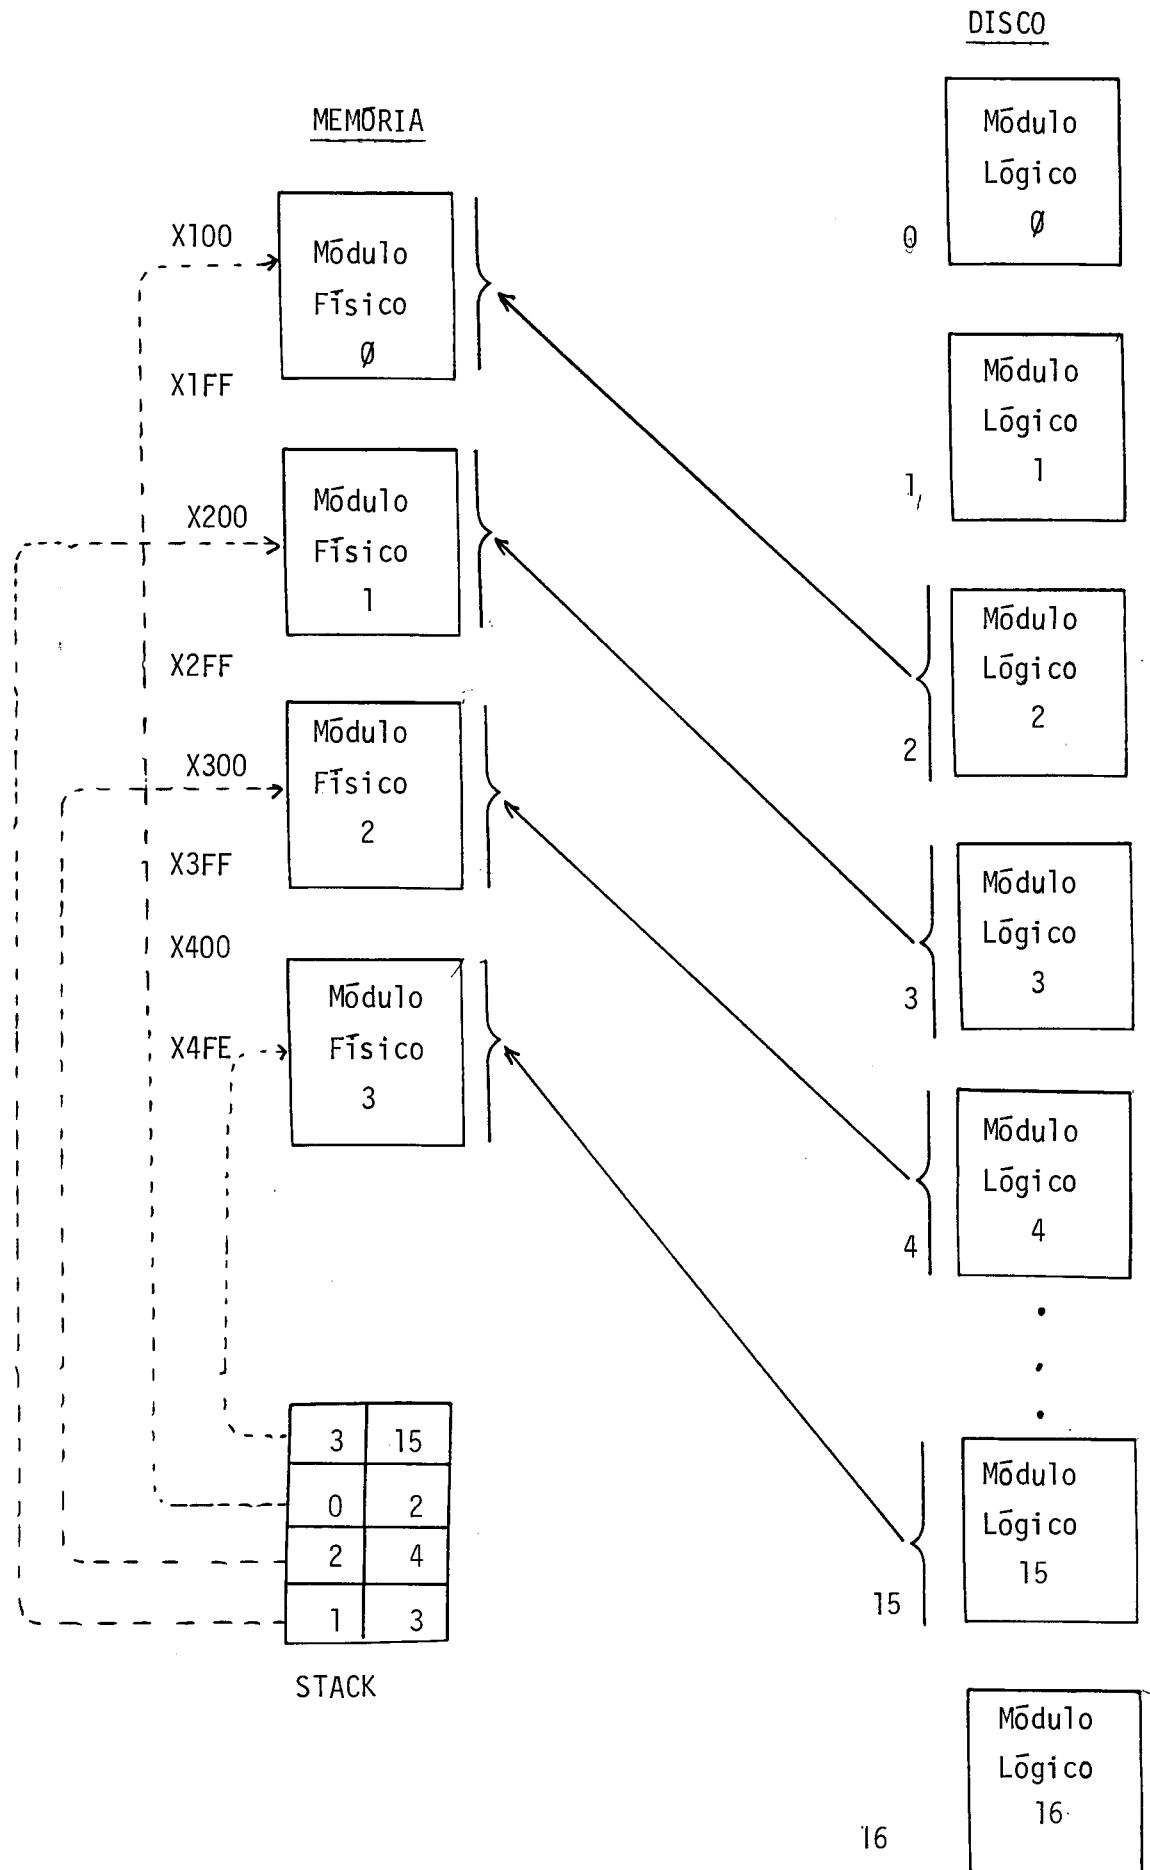 DISCO
MEMÓRIA
Módulo
Lógico
Ø
0
X100
Módulo
Físico
Ø
X1FF
Módulo
Lógico
1
1
X200
Módulo
Físico
1
X2FF
Módulo
Lógico
2
2
X300
Módulo
Físico
2
X3FF
Módulo
Lógico
3
3
X400
X4FE
Módulo
Físico
3
Módulo
Lógico
4
4
3 15
0 2
2 4
1 3
STACK
Módulo
Lógico
15
15
Módulo
Lógico
16
16